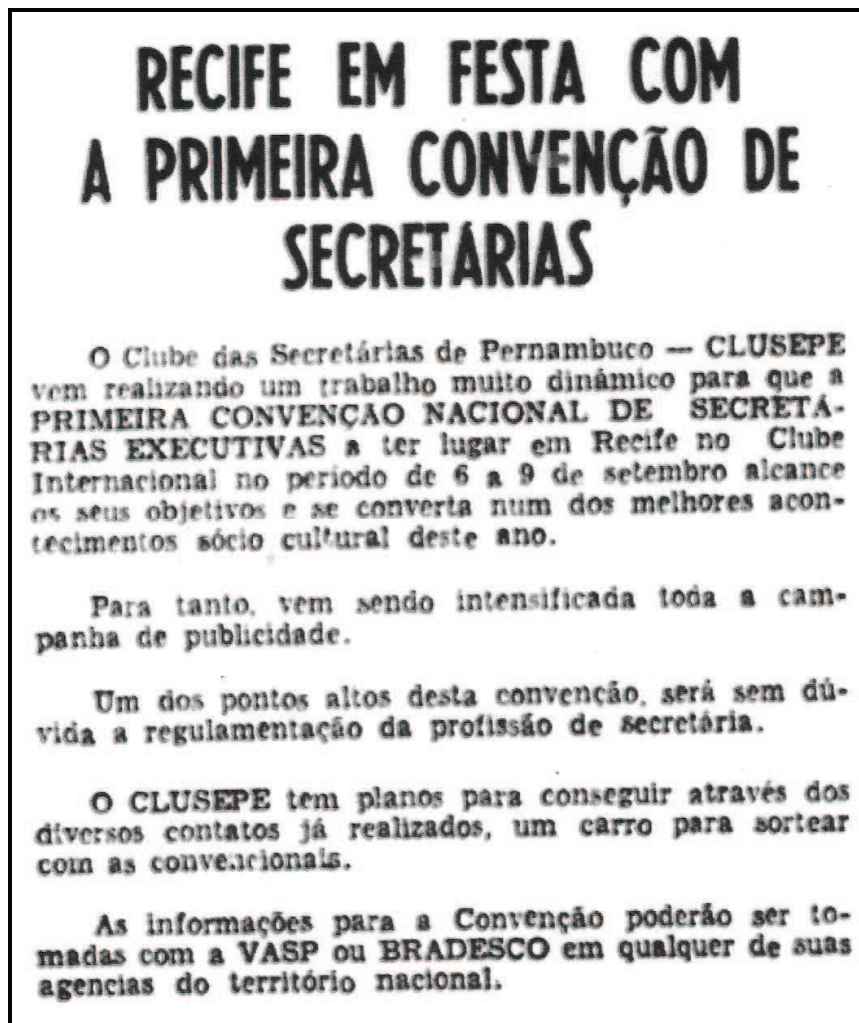 RECIFE EM FESTA COM
A PRIMEIRA CONVENÇÃO DE
SECRETÁRIAS
O Clube das Secretárias de Pernambuco — CLUSEPE
vem realizando um trabalho muito dinámico para que a
PRIMEIRA CONVENÇÃO NACIONAL DE SECRETÁ-
RIAS EXECUTIVAS a ter lugar em Recife no Clube
Internacional no período de 6 a 9 de setembro alcance
os seus objetivos e se converta num dos melhores acon-
tecimentos sócio cultural deste ano.
Para tanto, vem sendo intensificada toda a cam-
panha de publicidade.
Um dos pontos altos desta convenção, será sem dú-
vida a regulamentação da profissão de secretária.
O CLUSEPE tem planos para conseguir através dos
diversos contatos já realizados, um carro para sortear
com as convencionais.
As informações para a Convenção poderão ser to-
madas com a VASP ou BRADESCO em qualquer de suas
agencias do território nacional.